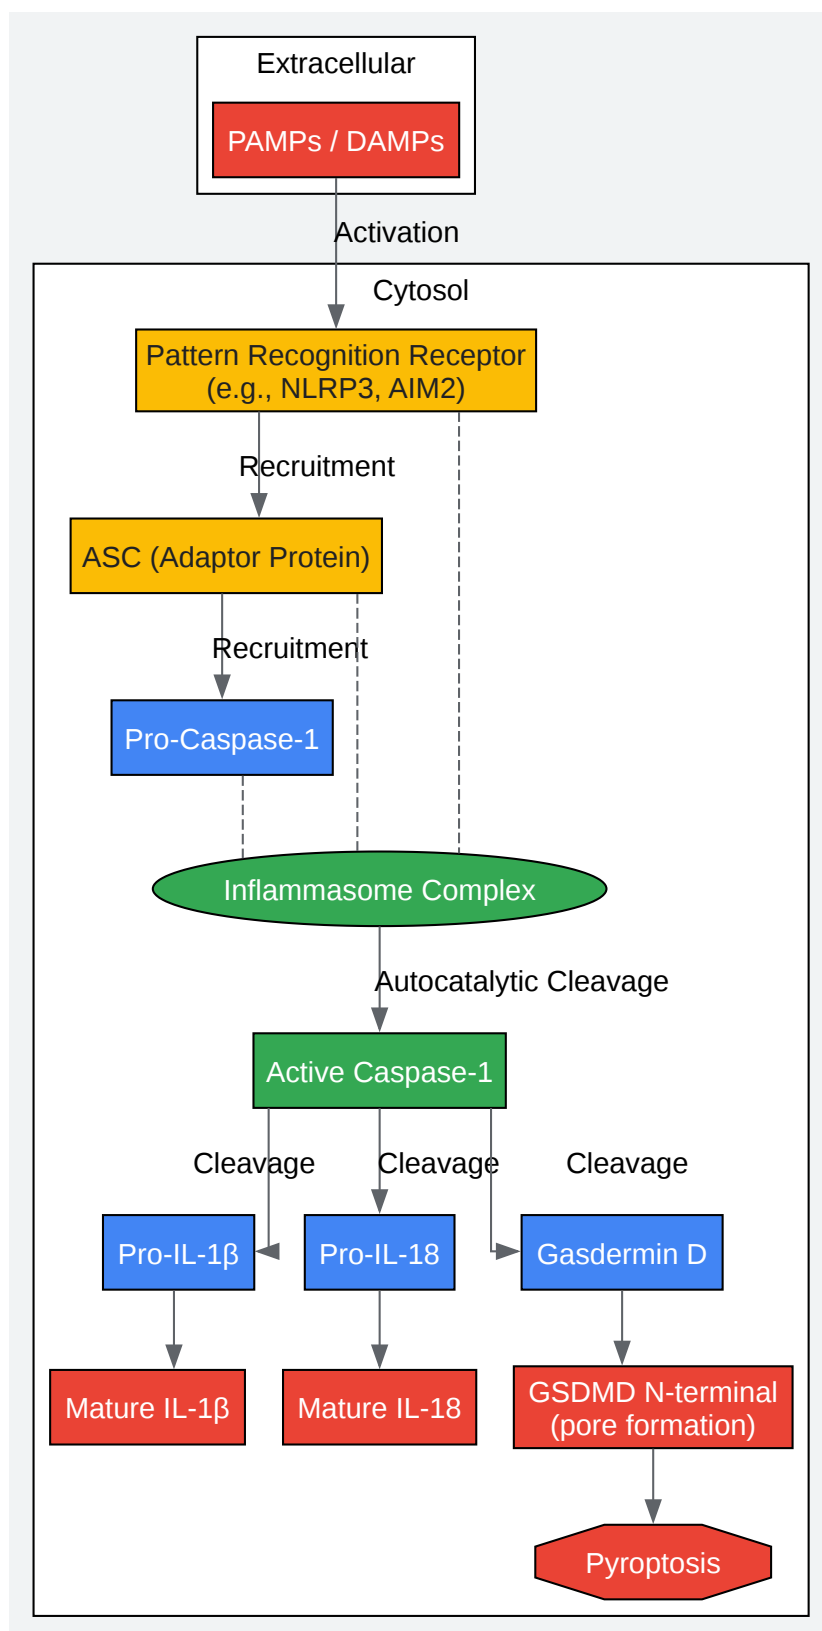 Extracellular
PAMPs / DAMPs
Activation
Cytosol
Pattern Recognition Receptor
(e.g., NLRP3, AIM2)
Recruitment
ASC (Adaptor Protein)
Recruitment
Pro-Caspase-1
Inflammasome Complex
Autocatalytic Cleavage
Active Caspase-1
Cleavage
Cleavage
Cleavage
Pro-IL-1β
Pro-IL-18
Gasdermin D
Mature IL-1β
Mature IL-18
GSDMD N-terminal
(pore formation)
Pyroptosis